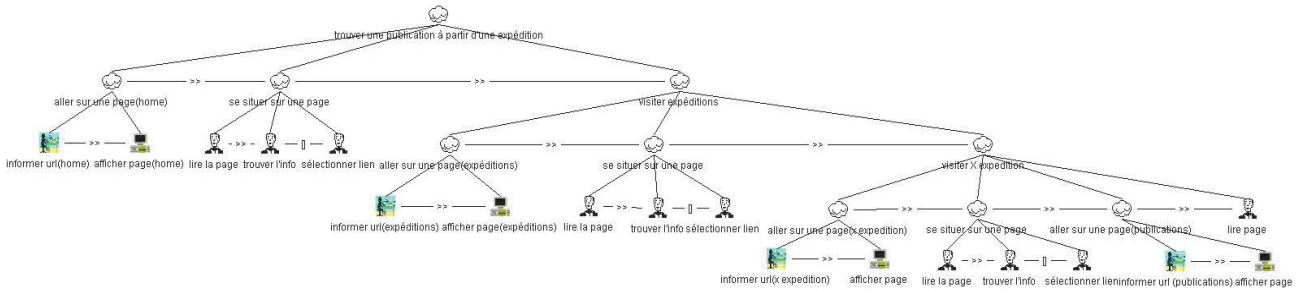 trouver une publication à partir d'une expédition
>> >>
aller sur une page(home) se situer sur une page visiter expéditions
>> >> []
informer url(home) afficher page(home) lire la page trouver l'info sélectionner lien
>> >>
aller sur une page(expéditions) se situer sur une page visiter X expedition
>> >> []
informer url(expéditions) afficher page(expéditions) lire la page trouver l'info sélectionner lien
>> >> >>
aller sur une page(x expedition) se situer sur une page aller sur une page(publications) lire page
>> >> [] >>
informer url(x expedition) afficher page lire la page trouver l'info sélectionner lien informer url (publications) afficher page